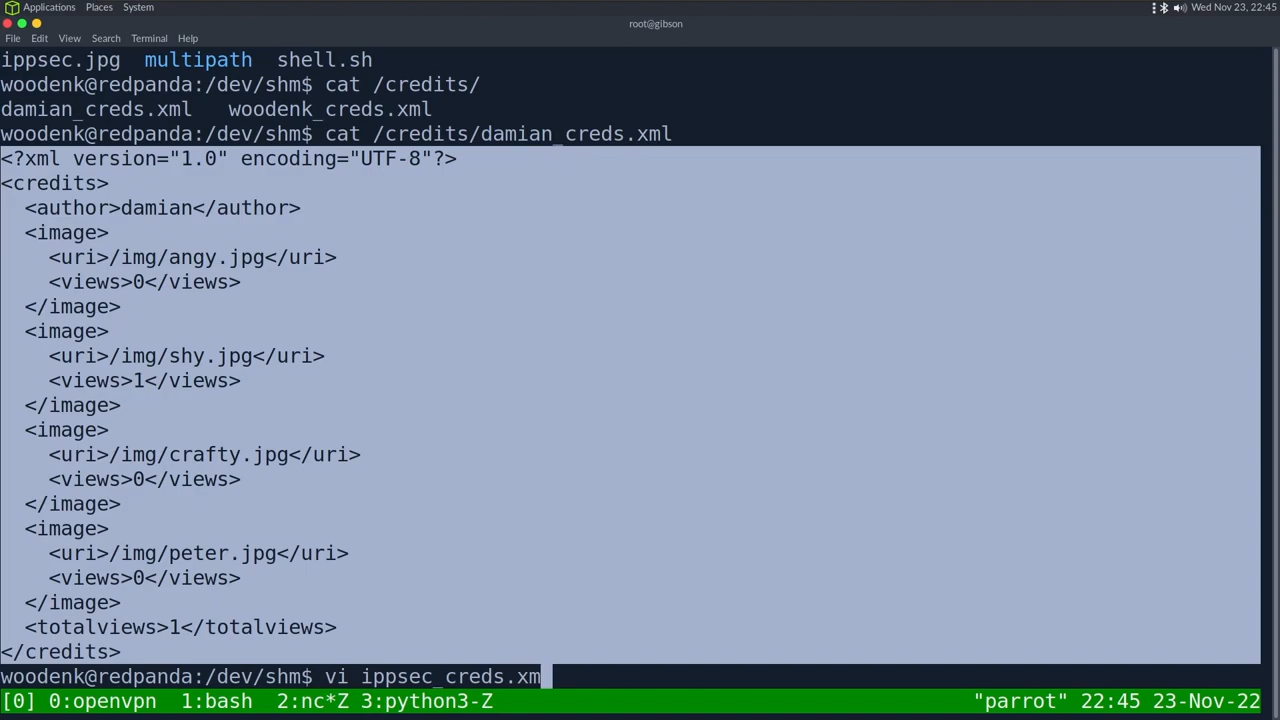 Applications Places System
Wed Nov 23, 22:45
root@gibson
File Edit View Search Terminal Help
ippsec.jpg multipath shell.sh
woodenk@redpanda:/dev/shm$ cat /credits/
damian_creds.xml woodenk_creds.xml
woodenk@redpanda:/dev/shm$ cat /credits/damian_creds.xml
<?xml version="1.0" encoding="UTF-8"?>
<credits>
  <author>damian</author>
  <image>
    <uri>/img/angy.jpg</uri>
    <views>0</views>
  </image>
  <image>
    <uri>/img/shy.jpg</uri>
    <views>1</views>
  </image>
  <image>
    <uri>/img/crafty.jpg</uri>
    <views>0</views>
  </image>
  <image>
    <uri>/img/peter.jpg</uri>
    <views>0</views>
  </image>
  <totalviews>1</totalviews>
</credits>
woodenk@redpanda:/dev/shm$ vi ippsec_creds.xm
[0] 0:openvpn 1:bash 2:nc*Z 3:python3-Z "parrot" 22:45 23-Nov-22